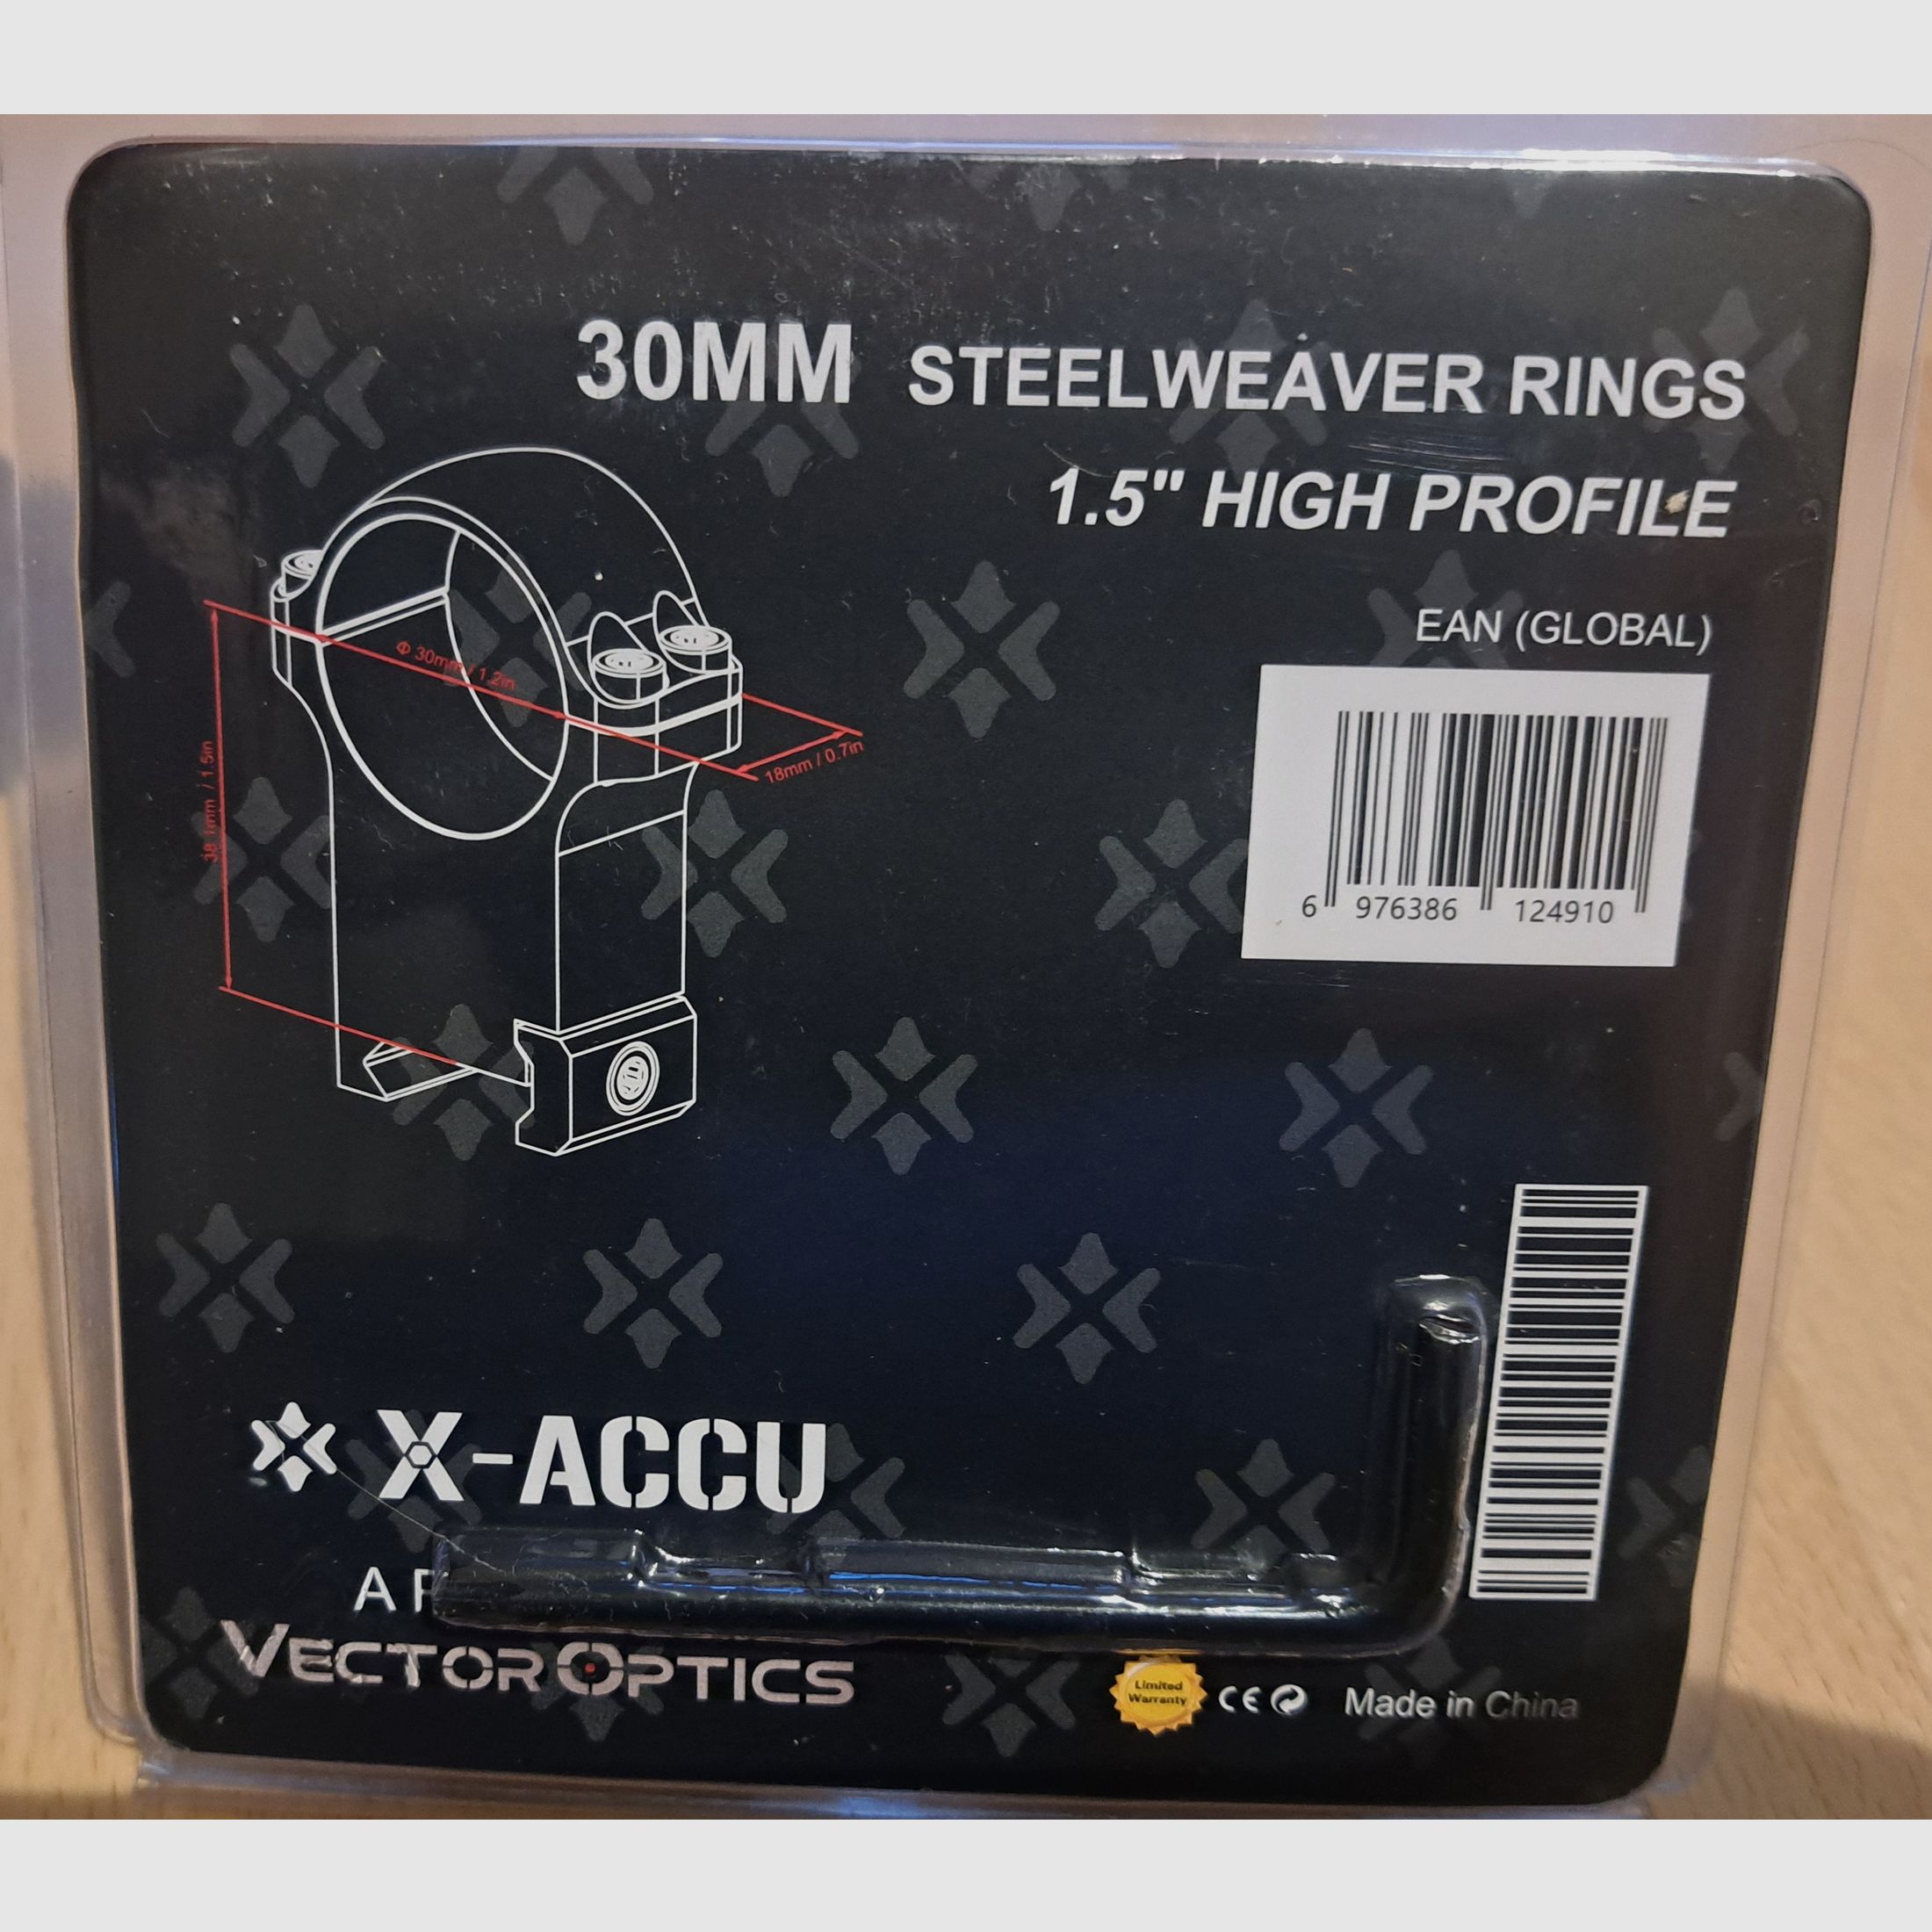 30MM STEELWEAVER RINGS
1.5" HIGH PROFILE
EAN (GLOBAL)
6 976386 124910
Φ 30mm / 1.2in
18mm / 0.7in
38.1mm / 1.5in
X-ACCU
A
VECTOROPTICS
Limited
Warranty
CE
Made in China